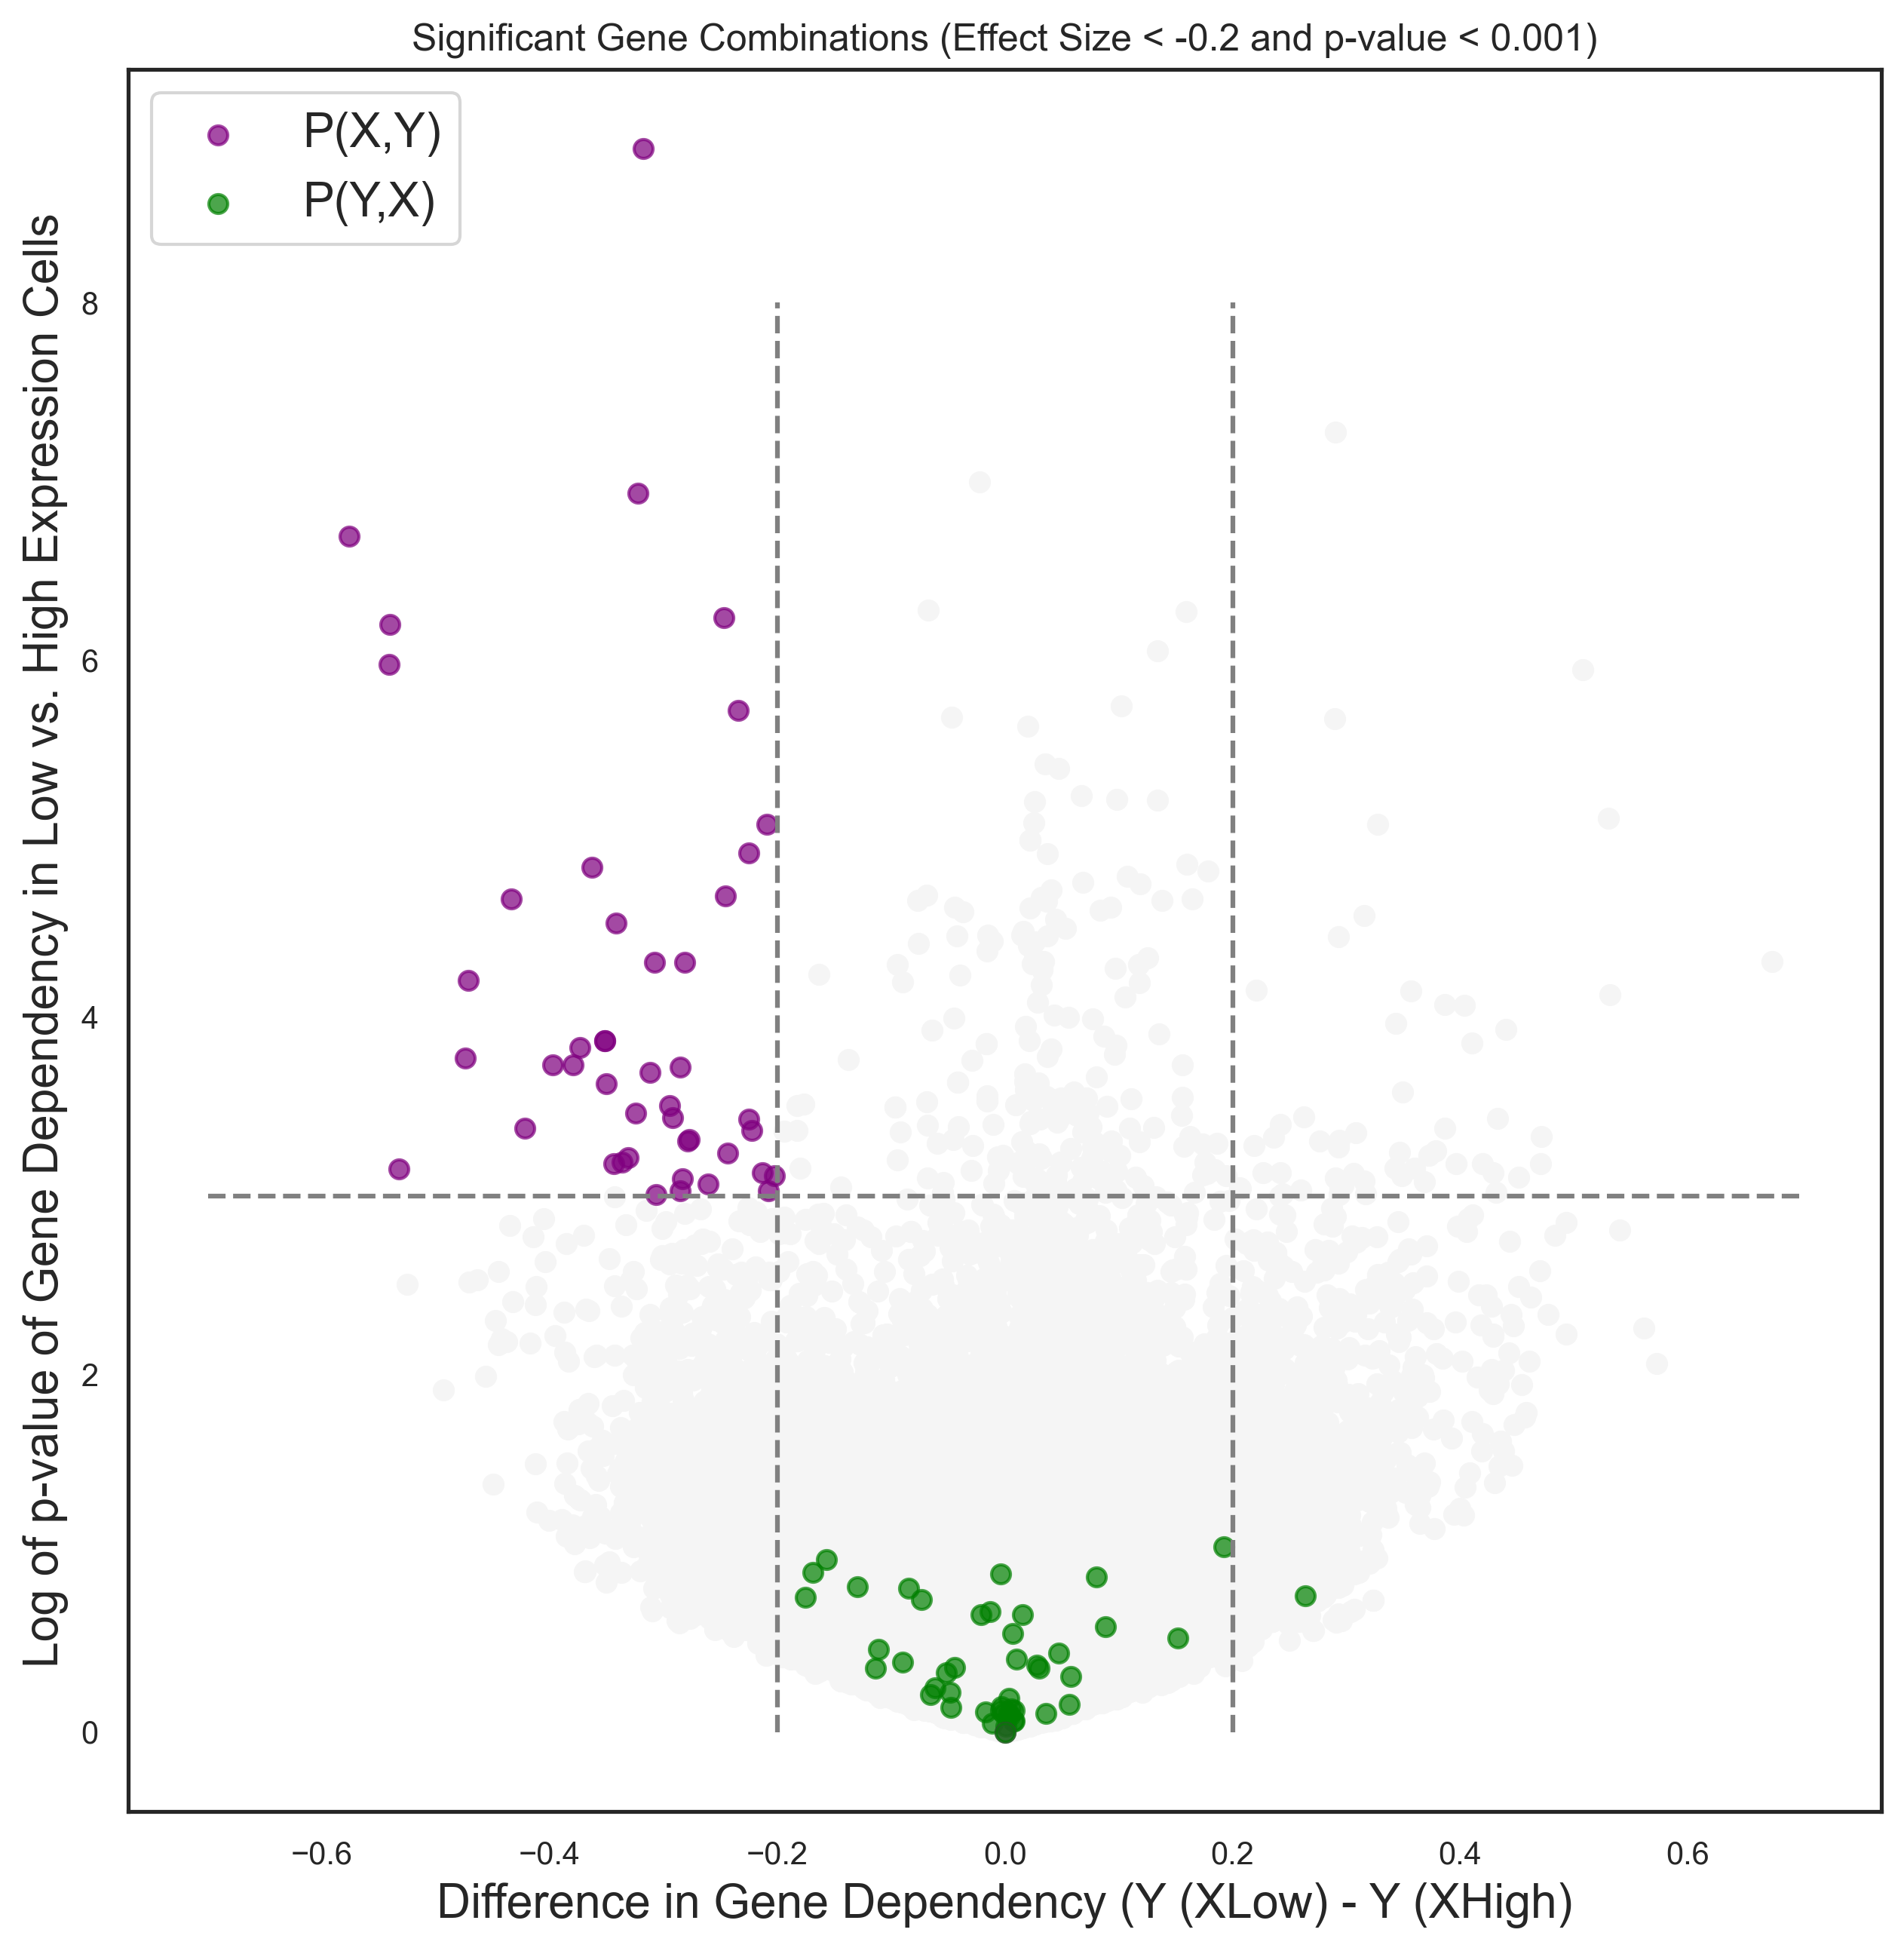 Significant Gene Combinations (Effect Size < -0.2 and p-value < 0.001)
P(X,Y)
P(Y,X)
Log of p-value of Gene Dependency in Low vs. High Expression Cells
8
6
4
2
0
−0.6 −0.4 −0.2 0.0 0.2 0.4 0.6
Difference in Gene Dependency (Y (XLow) - Y (XHigh)